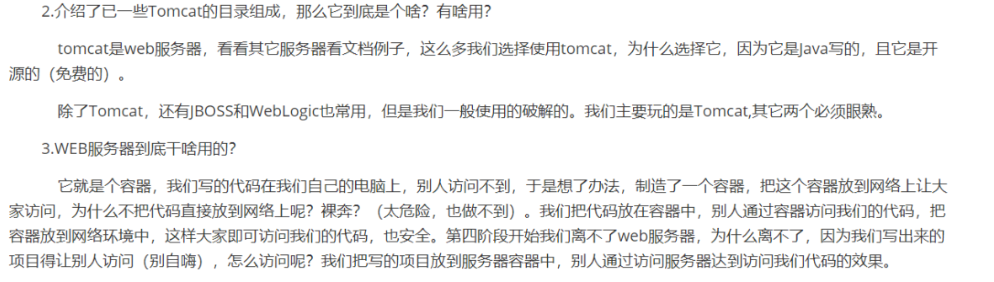 2.介绍了已一些Tomcat的目录组成，那么它到底是个啥？有啥用？
tomcat是web服务器，看看其它服务器看文档例子，这么多我们选择使用tomcat，为什么选择它，因为它是Java写的，且它是开
源的（免费的）。
除了Tomcat，还有JBOSS和WebLogic也常用，但是我们一般使用的破解的。我们主要玩的是Tomcat,其它两个必须眼熟。
3.WEB服务器到底干啥用的？
它就是个容器，我们写的代码在我们自己的电脑上，别人访问不到，于是想了办法，制造了一个容器，把这个容器放到网络上让大
家访问，为什么不把代码直接放到网络上呢？裸奔？（太危险，也做不到）。我们把代码放在容器中，别人通过容器访问我们的代码，把
容器放到网络环境中，这样大家即可访问我们的代码，也安全。第四阶段开始我们离不了web服务器，为什么离不了，因为我们写出来的
项目得让别人访问（别自嗨），怎么访问呢？我们把写的项目放到服务器容器中，别人通过访问服务器达到访问我们代码的效果。